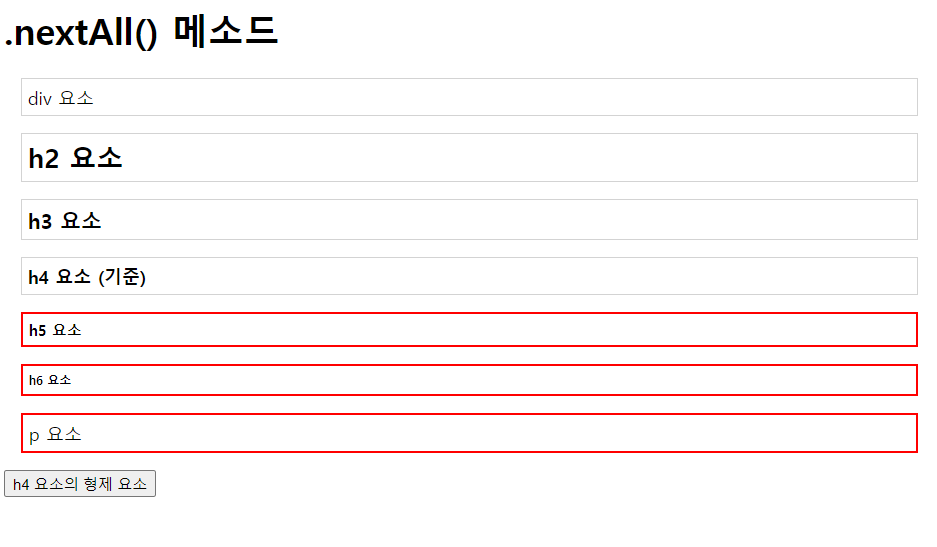 .nextAll() 메소드
div 요소
h2 요소
h3 요소
h4 요소 (기준)
h5 요소
h6 요소
p 요소
h4 요소의 형제 요소